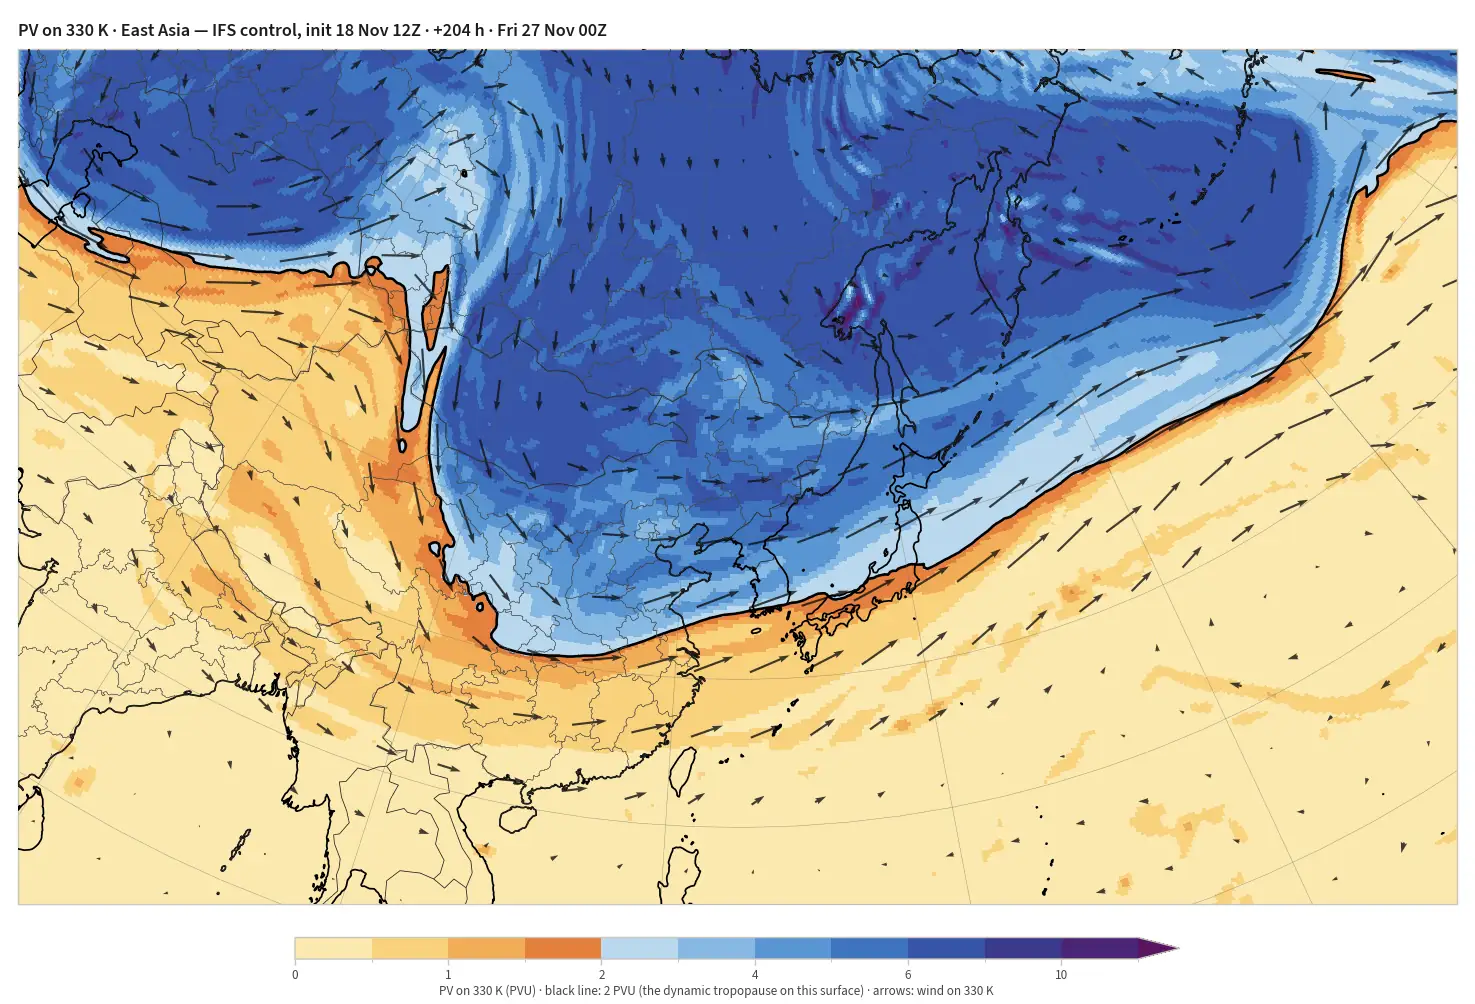 PV on 330 K · East Asia — IFS control, init 18 Nov 12Z · +204 h · Fri 27 Nov 00Z
0 1 2 4 6 10
PV on 330 K (PVU) · black line: 2 PVU (the dynamic tropopause on this surface) · arrows: wind on 330 K